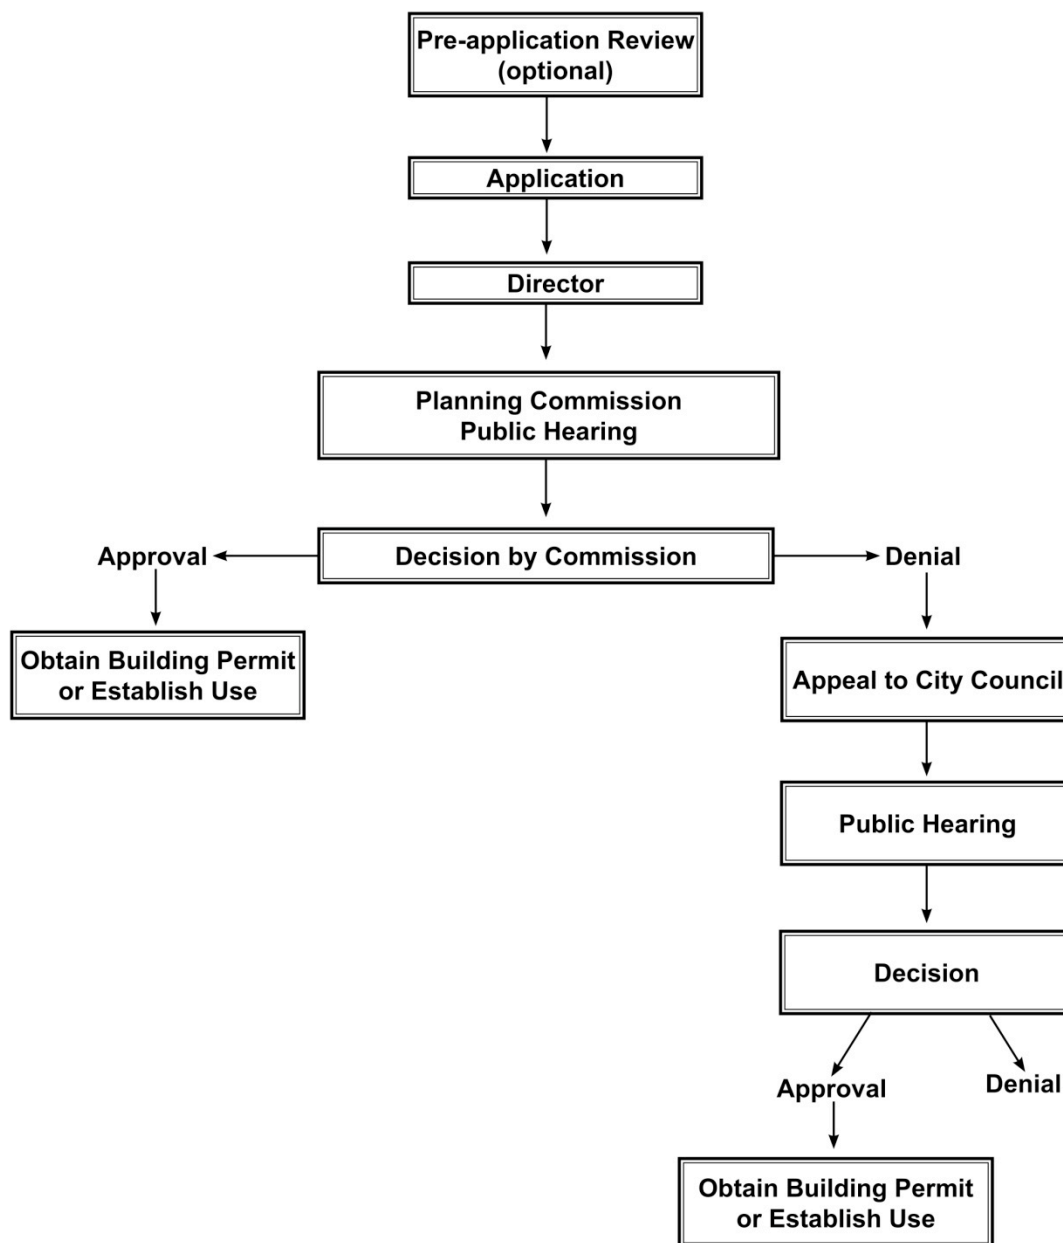 Pre-application Review
(optional)
Application
Director
Planning Commission
Public Hearing
Approval
Decision by Commission
Denial
Obtain Building Permit
or Establish Use
Appeal to City Council
Public Hearing
Decision
Approval
Denial
Obtain Building Permit
or Establish Use